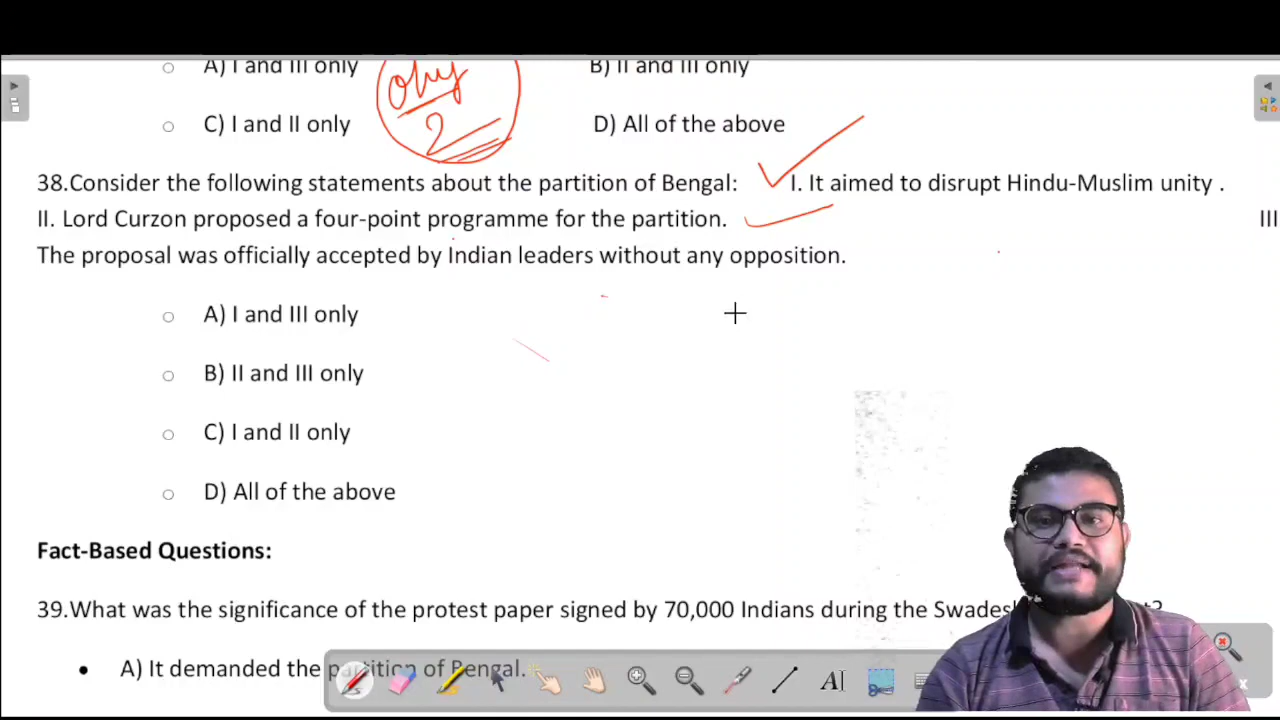 A) I and III only B) II and III only
only
2
C) I and II only D) All of the above
38.Consider the following statements about the partition of Bengal: I. It aimed to disrupt Hindu-Muslim unity .
II. Lord Curzon proposed a four-point programme for the partition. III
The proposal was officially accepted by Indian leaders without any opposition.
A) I and III only
B) II and III only
C) I and II only
D) All of the above
Fact-Based Questions:
39.What was the significance of the protest paper signed by 70,000 Indians during the
A) It demanded the partition of Bengal.
AI
x